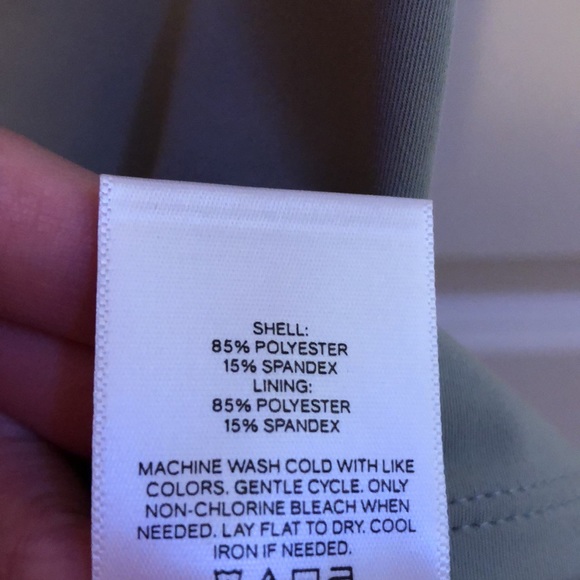 SHELL:
85% POLYESTER
15% SPANDEX
LINING:
85% POLYESTER
15% SPANDEX
MACHINE WASH COLD WITH LIKE
COLORS. GENTLE CYCLE. ONLY
NON-CHLORINE BLEACH WHEN
NEEDED. LAY FLAT TO DRY. COOL
IRON IF NEEDED.